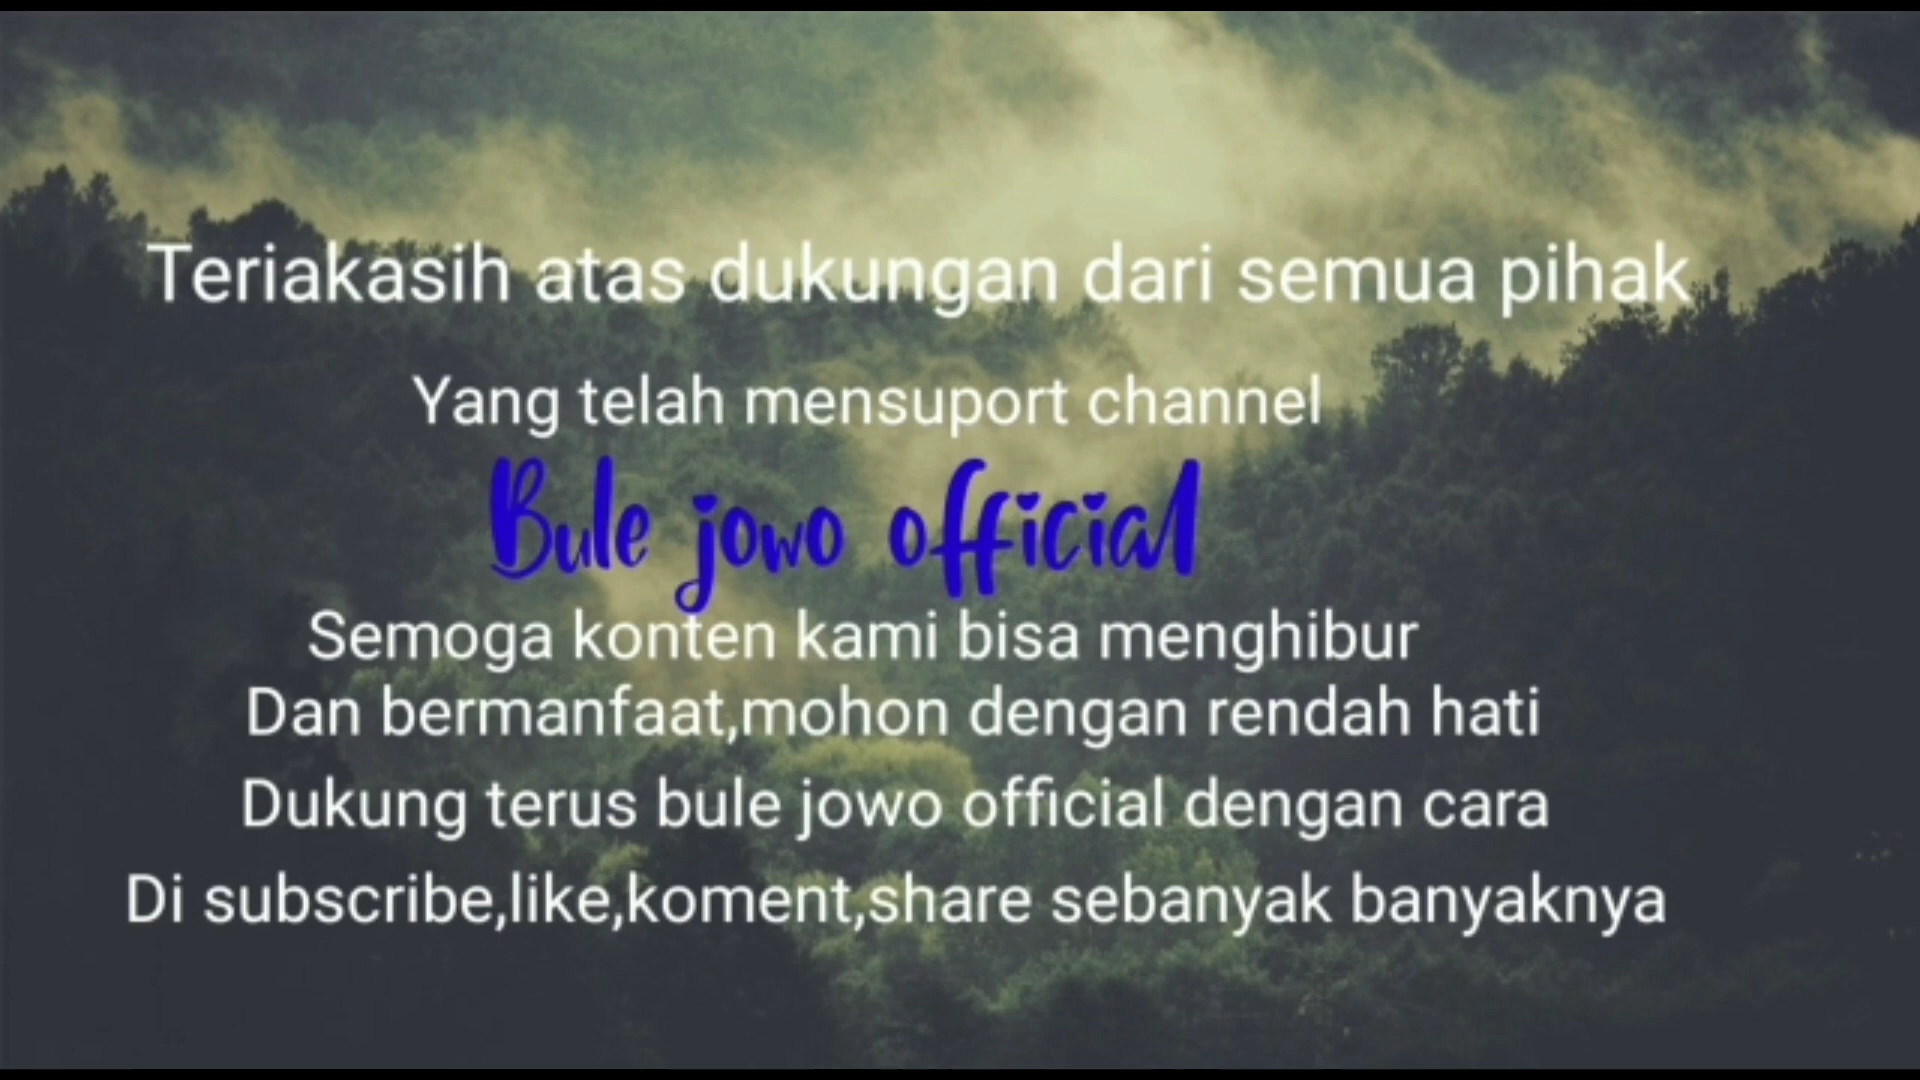 Teriakasih atas dukungan dari semua pihak
Yang telah mensuport channel
Bule jowo official
Semoga konten kami bisa menghibur
Dan bermanfaat,mohon dengan rendah hati
Dukung terus bule jowo official dengan cara
Di subscribe,like,koment,share sebanyak banyaknya